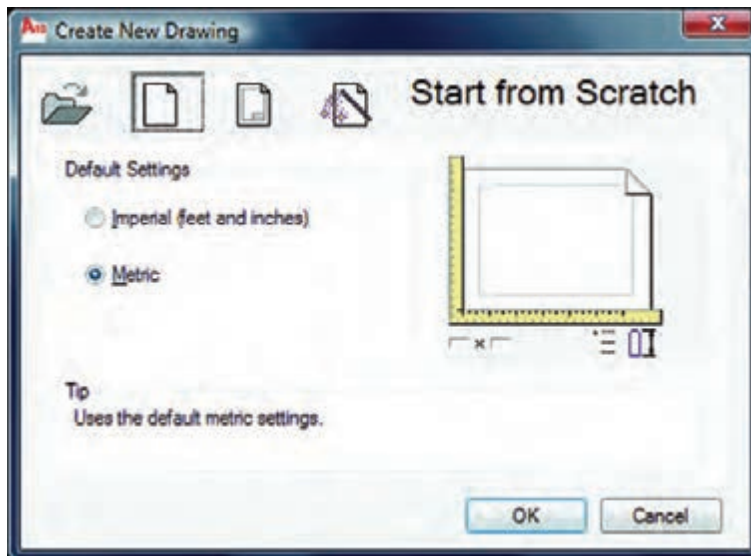 Create New Drawing
Start from Scratch
Default Settings
Imperial (feet and inches)
Metric
Tip
Uses the default metric settings.
OK
Cancel